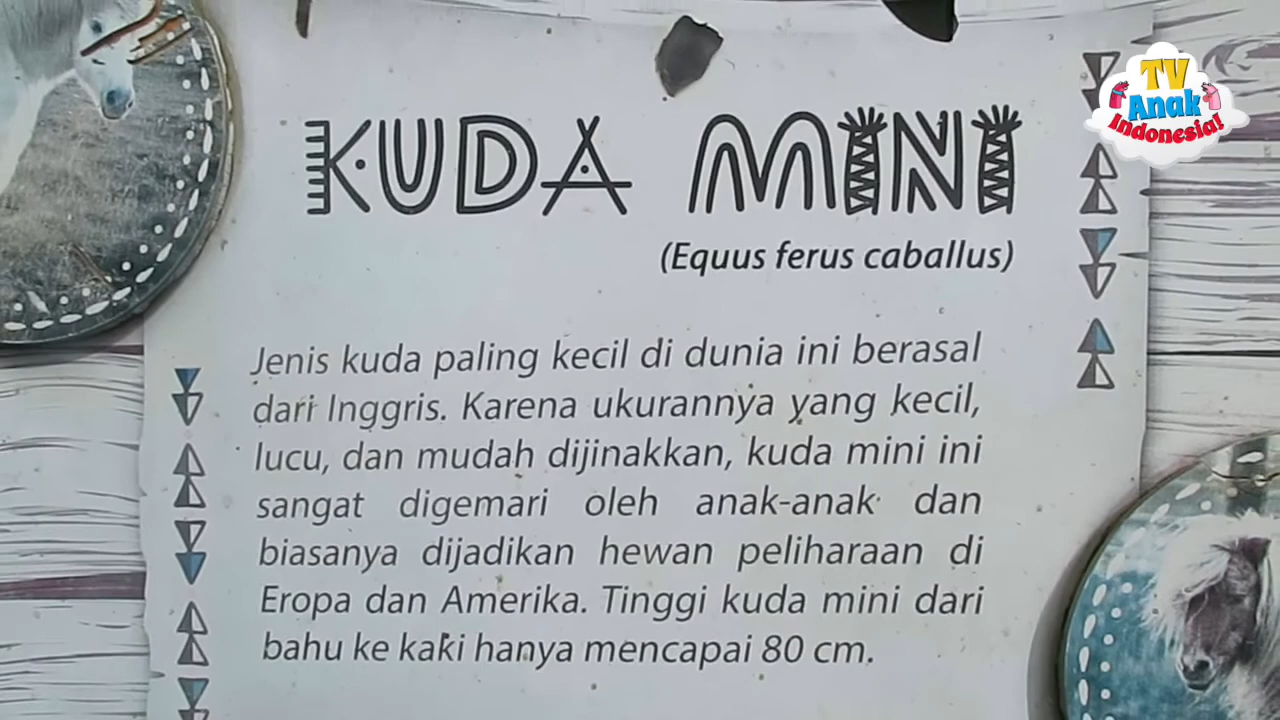 TV
Anak
Indonesia!
KUDA MINI
(Equus ferus caballus)
Jenis kuda paling kecil di dunia ini berasal
dari Inggris. Karena ukurannya yang kecil,
lucu, dan mudah dijinakkan, kuda mini ini
sangat digemari oleh anak-anak dan
biasanya dijadikan hewan peliharaan di
Eropa dan Amerika. Tinggi kuda mini dari
bahu ke kaki hanya mencapai 80 cm.